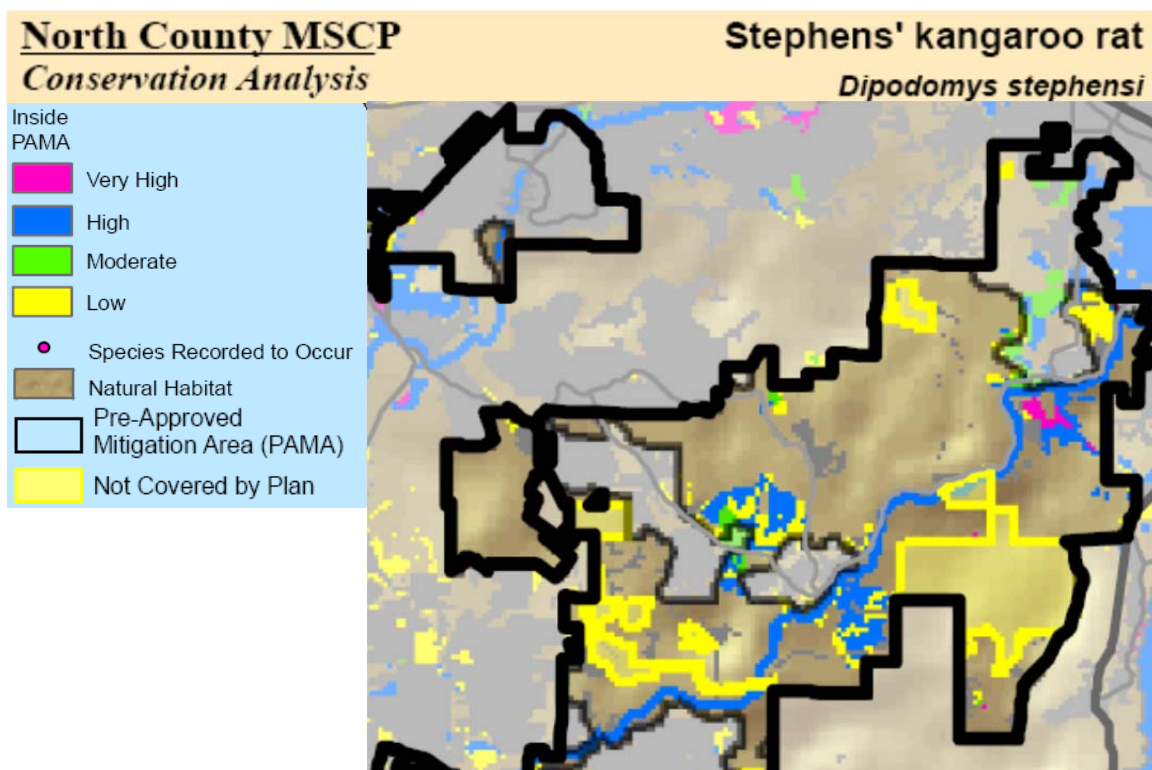 North County MSCP
Conservation Analysis
Stephens' kangaroo rat
Dipodomys stephensi
Inside
PAMA
Very High
High
Moderate
Low
Species Recorded to Occur
Natural Habitat
Pre-Approved
Mitigation Area (PAMA)
Not Covered by Plan